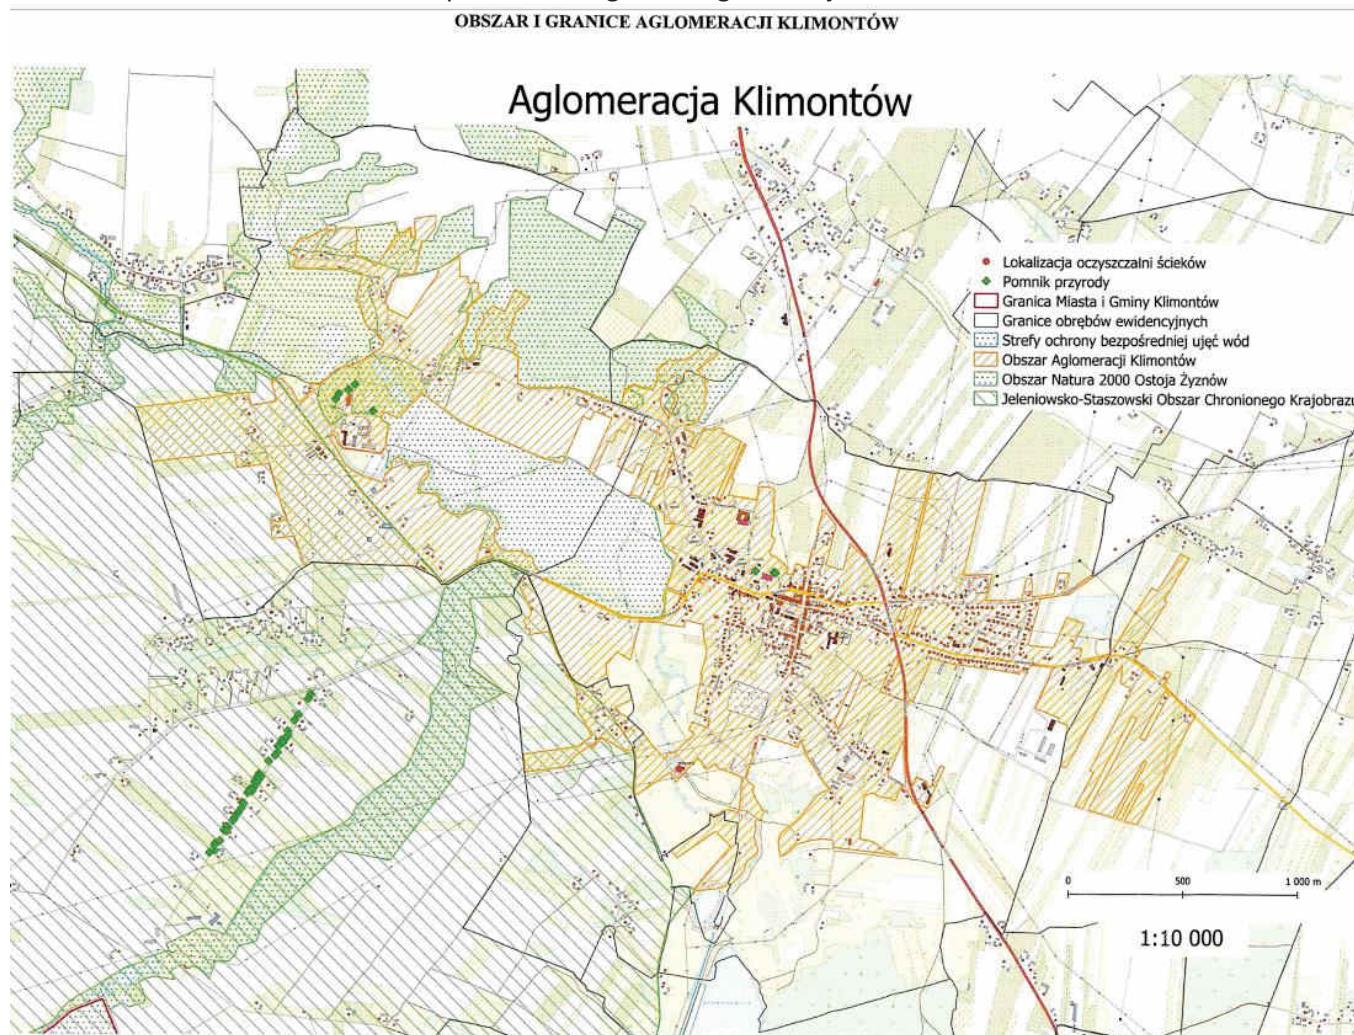 OBSZAR I GRANICE AGLOMERACJI KLIMONTÓW
Aglomeracja Klimontów
Lokalizacja oczyszczalni ścieków
Pomnik przyrody
Granica Miasta i Gminy Klimontów
Granice obrębów ewidencyjnych
Strefy ochrony bezpośredniej ujęć wód
Obszar Aglomeracji Klimontów
Obszar Natura 2000 Ostoja Żyznów
Jeleniowsko-Staszowski Obszar Chronionego Krajobrazu
0 500 1 000 m
1:10 000